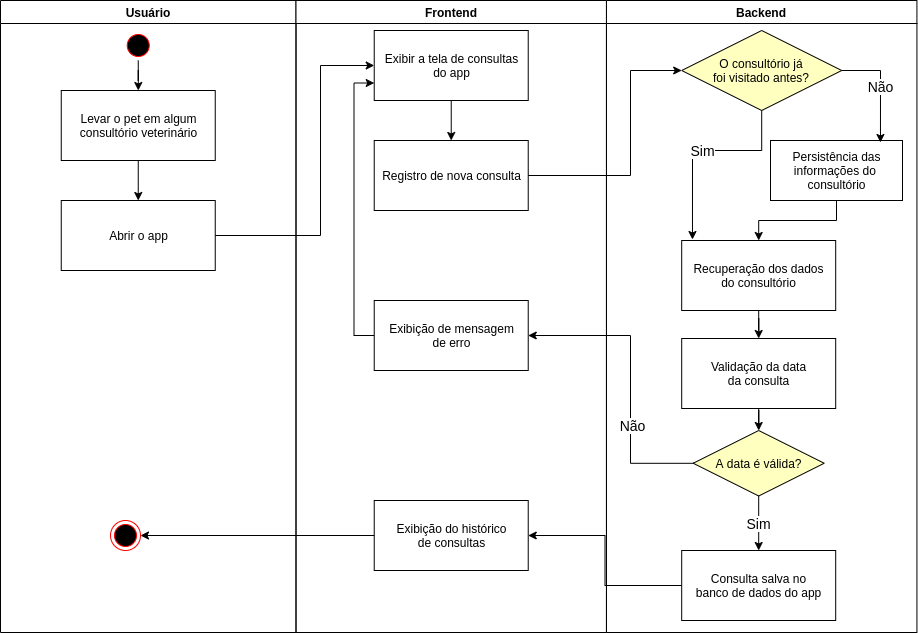 Usuário
Frontend
Backend
Levar o pet em algum
consultório veterinário
Abrir o app
Exibir a tela de consultas
do app
Registro de nova consulta
O consultório já
foi visitado antes?
Não
Sim
Persistência das
informações do
consultório
Recuperação dos dados
do consultório
Validação da data
da consulta
A data é válida?
Não
Exibição de mensagem
de erro
Sim
Consulta salva no
banco de dados do app
Exibição do histórico
de consultas